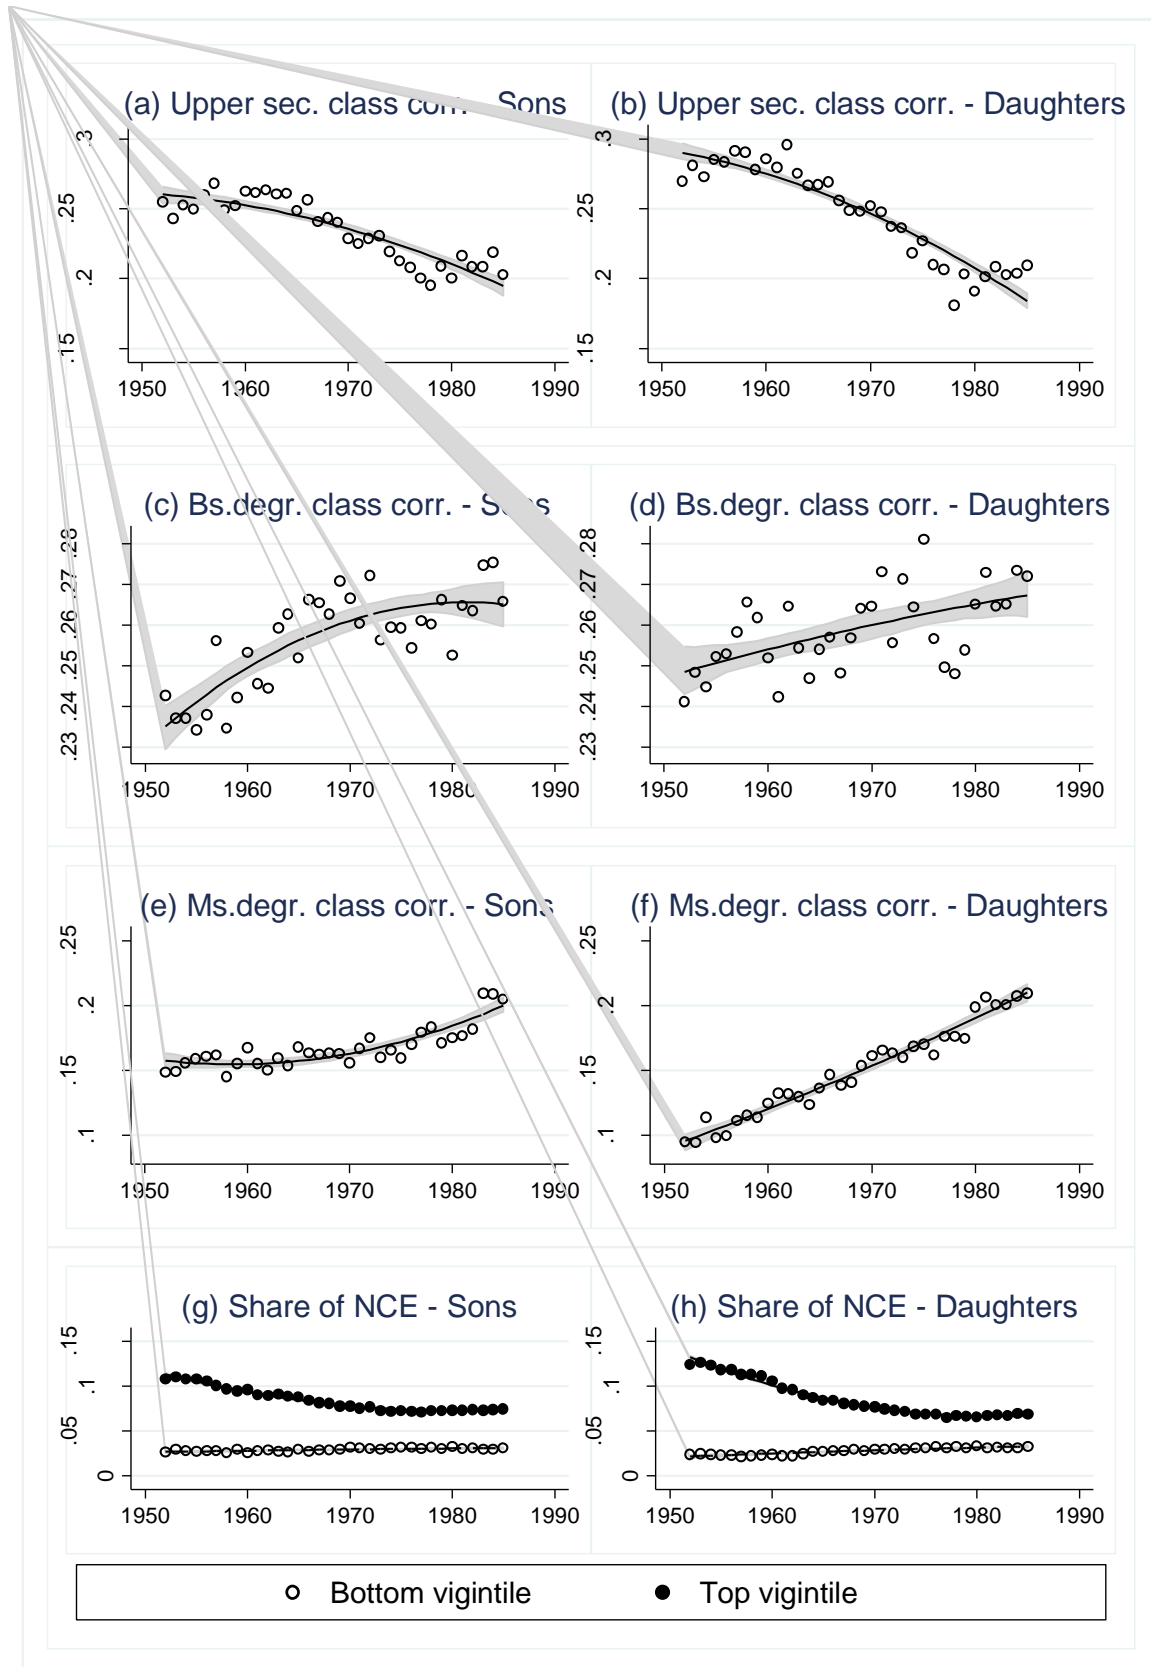 (a) Upper sec. class corr. - Sons
(b) Upper sec. class corr. - Daughters
.3
.25
.2
.15
1950 1960 1970 1980 1990
.3
.25
.2
.15
1950 1960 1970 1980 1990
(c) Bs.degr. class corr. - Sons
(d) Bs.degr. class corr. - Daughters
.28
.27
.26
.25
.24
.23
1950 1960 1970 1980 1990
.28
.27
.26
.25
.24
.23
1950 1960 1970 1980 1990
(e) Ms.degr. class corr. - Sons
(f) Ms.degr. class corr. - Daughters
.25
.2
.15
.1
1950 1960 1970 1980 1990
.25
.2
.15
.1
1950 1960 1970 1980 1990
(g) Share of NCE - Sons
(h) Share of NCE - Daughters
.15
.1
.05
0
1950 1960 1970 1980 1990
.15
.1
.05
0
1950 1960 1970 1980 1990
Bottom vigintile
Top vigintile